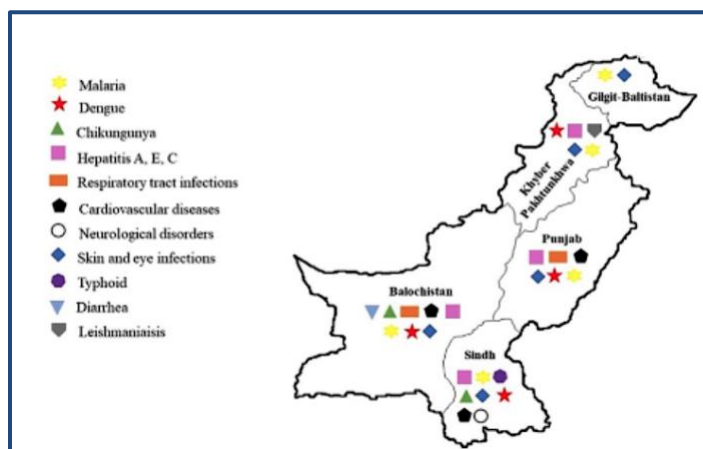 Malaria
Dengue
Chikungunya
Hepatitis A, E, C
Respiratory tract infections
Cardiovascular diseases
Neurological disorders
Skin and eye infections
Typhoid
Diarrhea
Leishmaniaisis
Gilgit-Baltistan
Khyber
Pakhtunkhwa
Punjab
Balochistan
Sindh